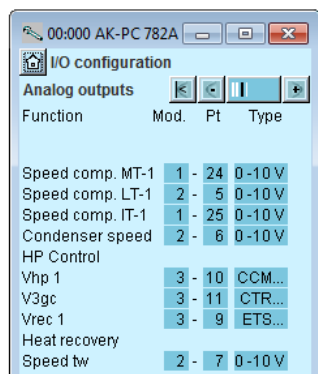 00:000 AK-PC 782A
I/O configuration
Analog outputs
Function Mod. Pt Type
Speed comp. MT-1 1 - 24 0-10 V
Speed comp. LT-1 2 - 5 0-10 V
Speed comp. IT-1 1 - 25 0-10 V
Condenser speed 2 - 6 0-10 V
HP Control
Vhp 1 3 - 10 CCM...
V3gc 3 - 11 CTR...
Vrec 1 3 - 9 ETS...
Heat recovery
Speed tw 2 - 7 0-10 V